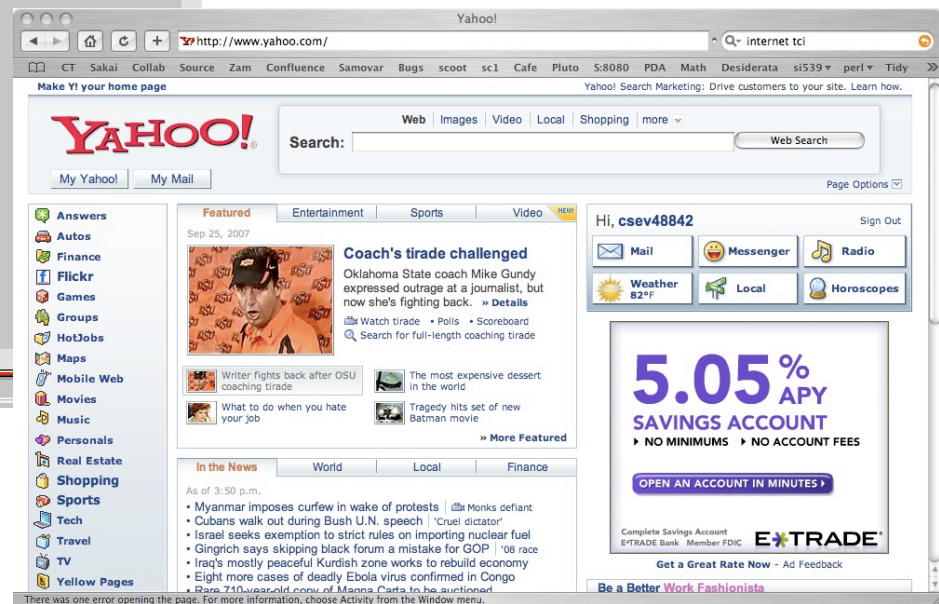 Yahoo!
http://www.yahoo.com/
internet tci
CT Sakai Collab Source Zam Confluence Samovar Bugs scoot sc1 Cafe Pluto S:8080 PDA Math Desiderata si539 perl Tidy
Make Y! your home page
Yahoo! Search Marketing: Drive customers to your site. Learn how.
YAHOO!
Web Images Video Local Shopping more
Search:
Web Search
My Yahoo! My Mail
Page Options
Answers
Autos
Finance
Flickr
Games
Groups
HotJobs
Maps
Mobile Web
Movies
Music
Personals
Real Estate
Shopping
Sports
Tech
Travel
TV
Yellow Pages
Featured Entertainment Sports Video NEW!
Sep 25, 2007
Coach's tirade challenged
Oklahoma State coach Mike Gundy
expressed outrage at a journalist, but
now she's fighting back. » Details
Watch tirade • Polls • Scoreboard
Search for full-length coaching tirade
Writer fights back after OSU
coaching tirade
The most expensive dessert
in the world
What to do when you hate
your job
Tragedy hits set of new
Batman movie
» More Featured
In the News World Local Finance
As of 3:50 p.m.
• Myanmar imposes curfew in wake of protests | Monks defiant
• Cubans walk out during Bush U.N. speech | 'Cruel dictator'
• Israel seeks exemption to strict rules on importing nuclear fuel
• Gingrich says skipping black forum a mistake for GOP | '08 race
• Iraq's mostly peaceful Kurdish zone works to rebuild economy
• Eight more cases of deadly Ebola virus confirmed in Congo
• Rare 710-year-old copy of Magna Carta to be auctioned
Hi, csev48842
Sign Out
Mail Messenger Radio
Weather
82°F
Local Horoscopes
5.05% APY
SAVINGS ACCOUNT
NO MINIMUMS NO ACCOUNT FEES
OPEN AN ACCOUNT IN MINUTES
Complete Savings Account
E*TRADE Bank Member FDIC
E*TRADE
Get a Great Rate Now - Ad Feedback
Be a Better Work Fashionista
There was one error opening the page. For more information, choose Activity from the Window menu.